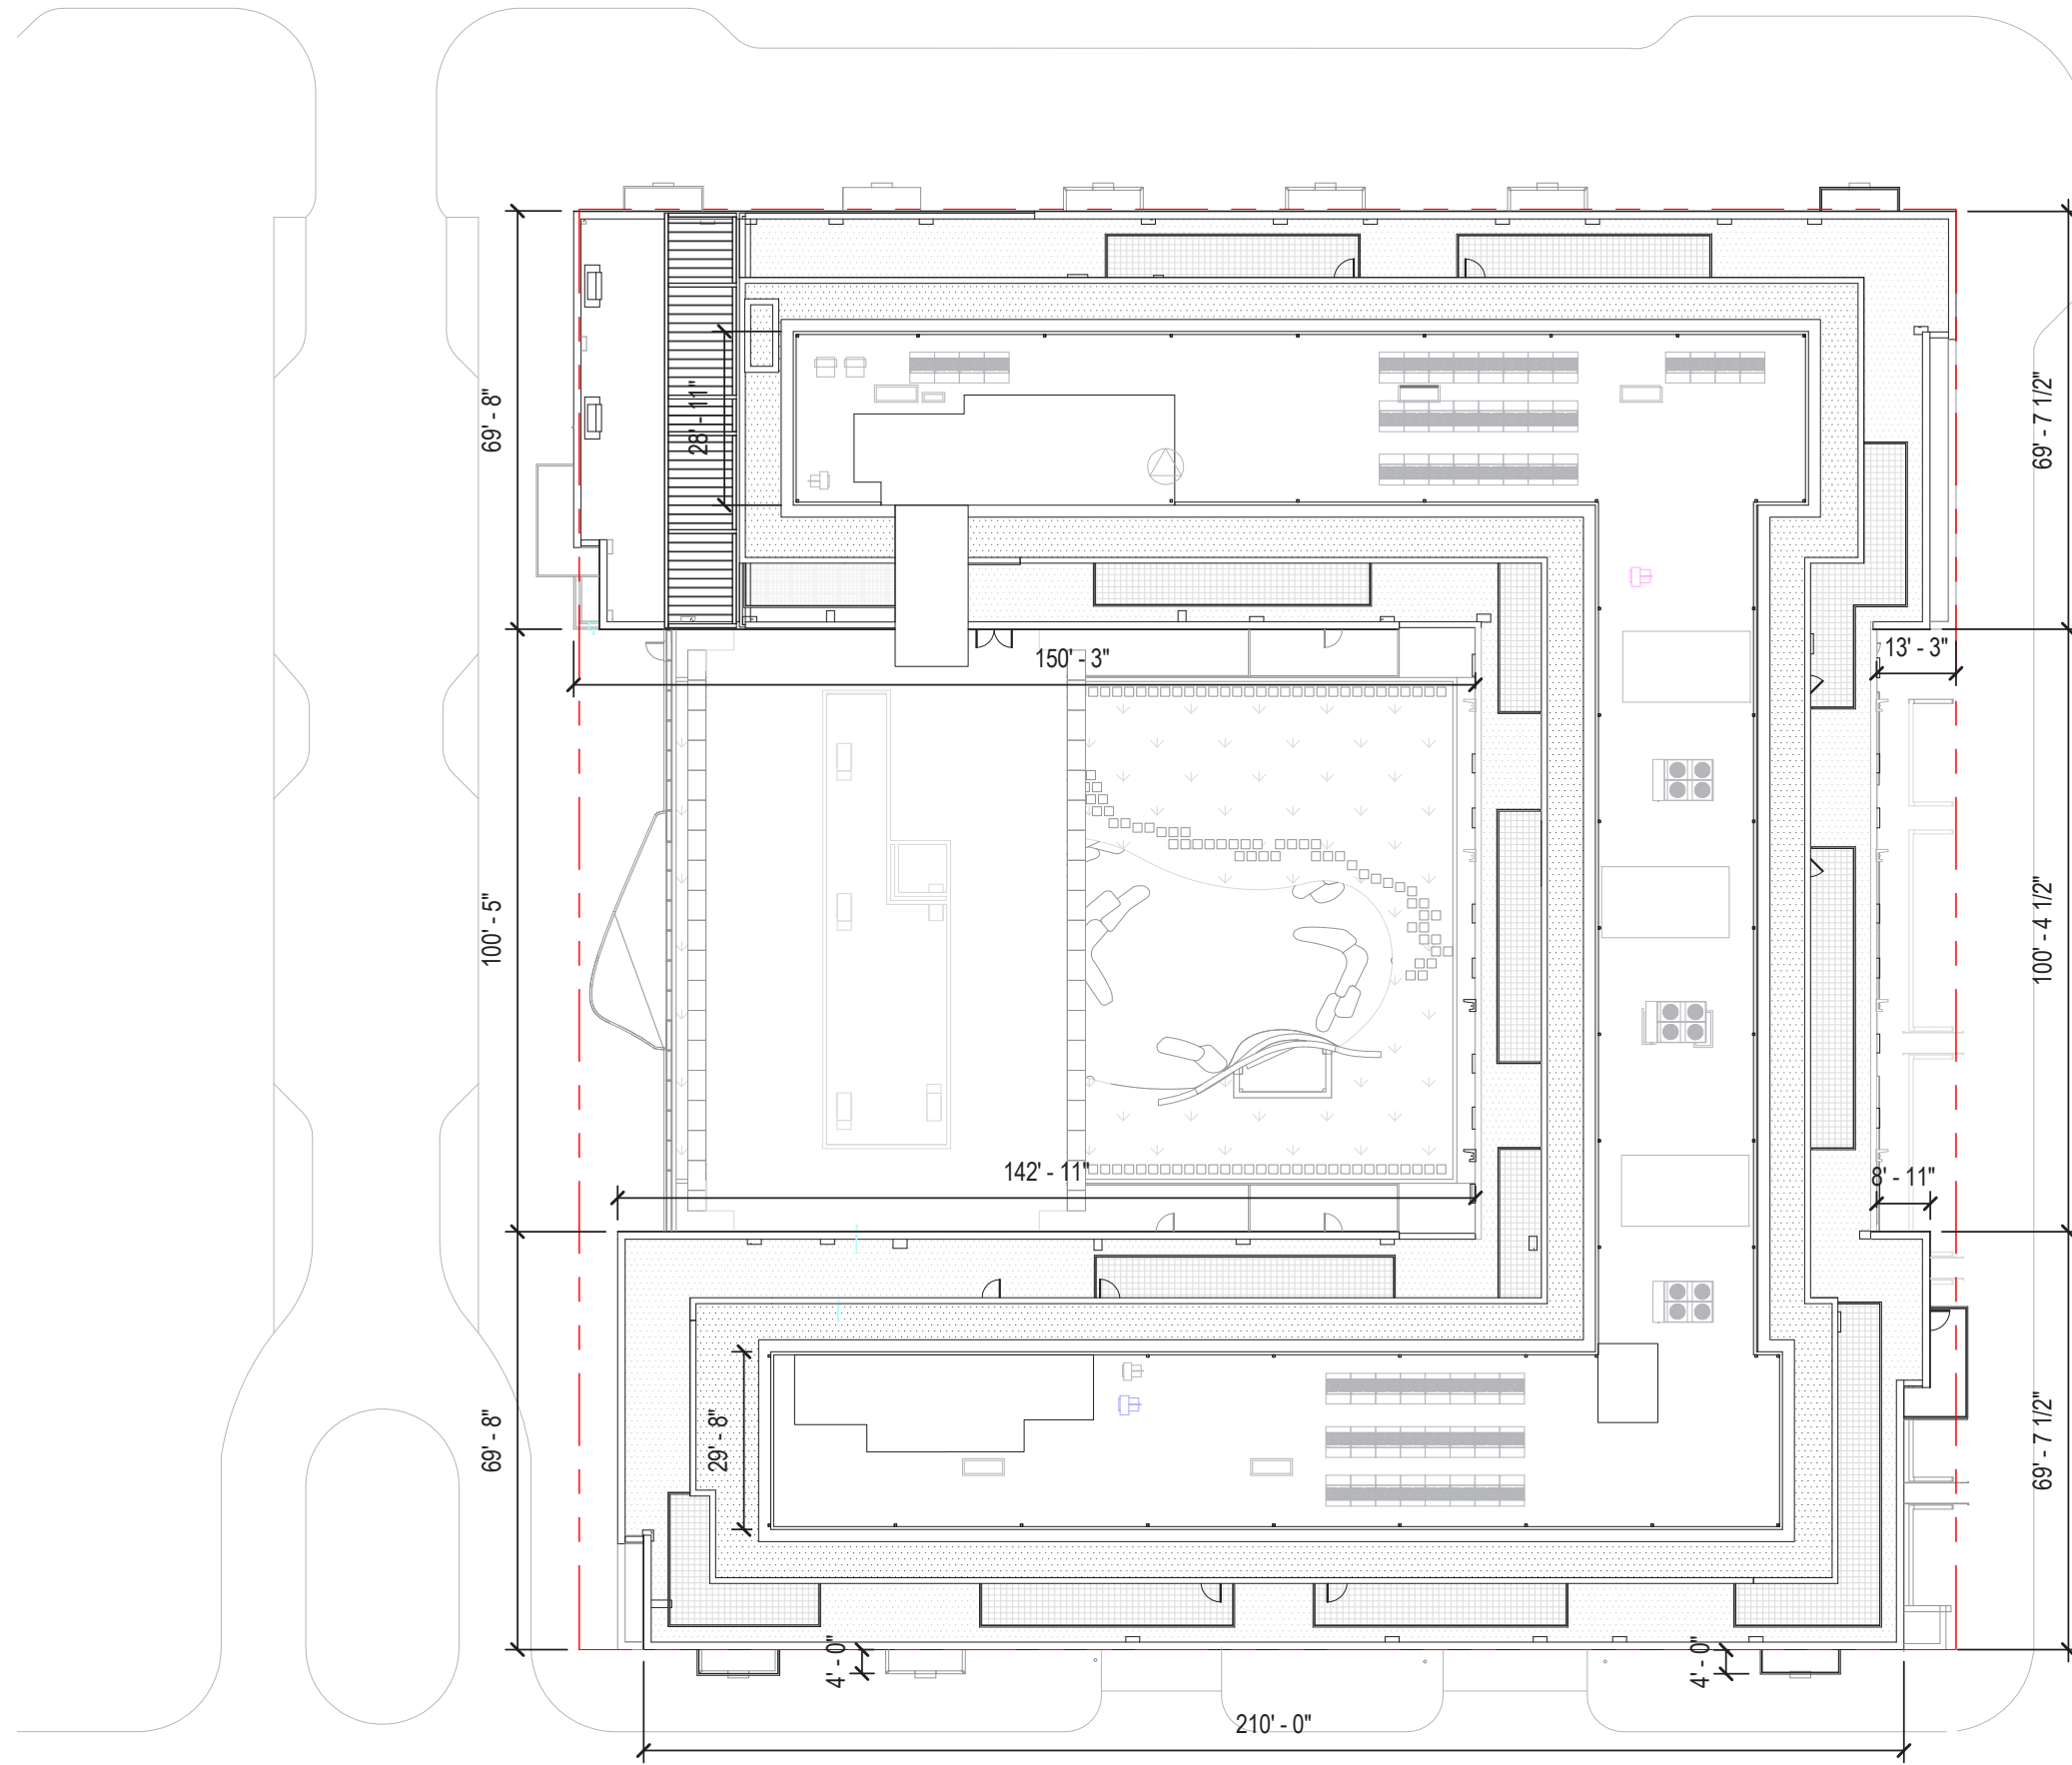 69' - 8"
28' - 11"
69' - 7 1/2"
150' - 3"
13' - 3"
100' - 5"
100' - 4 1/2"
142' - 11"
8' - 11"
69' - 8"
29' - 8"
69' - 7 1/2"
4' - 0"
4' - 0"
210' - 0"